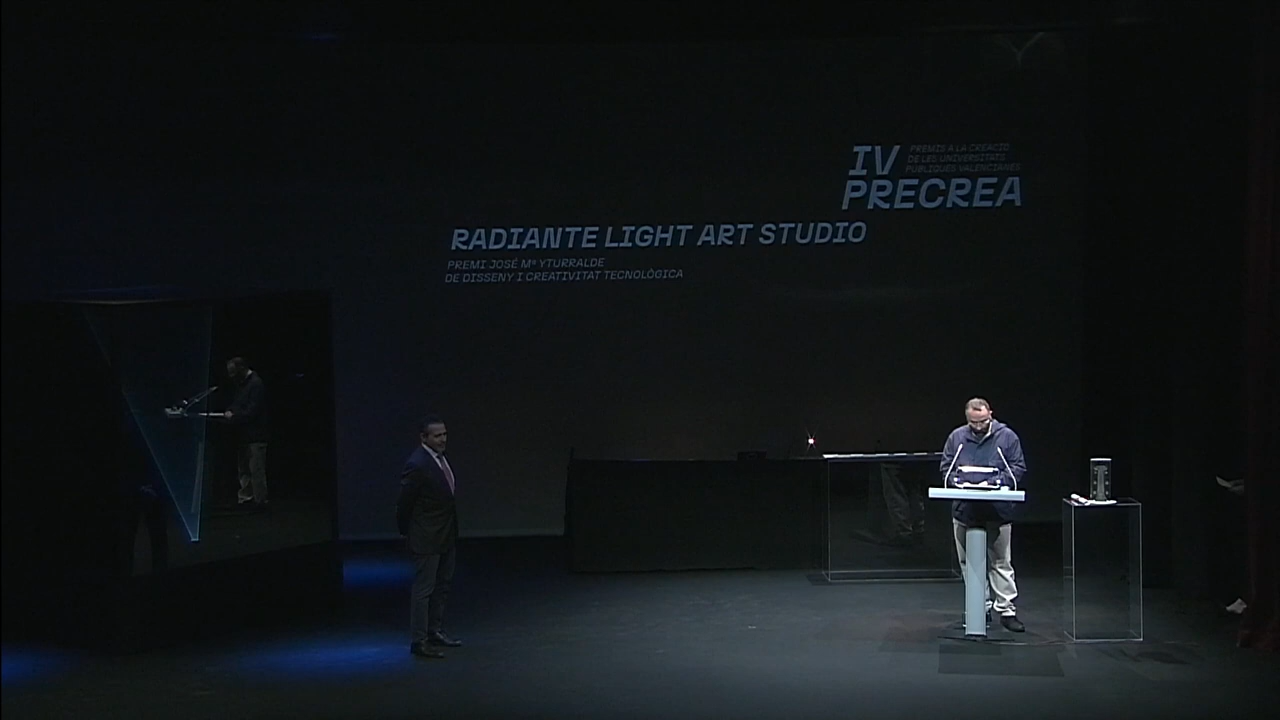 IV
PREMIS A LA CREACIÓ
DE LES UNIVERSITATS
PÚBLIQUES VALENCIANES
PRECREA
RADIANTE LIGHT ART STUDIO
PREMI JOSÉ Mª YTURRALDE
DE DISSENY I CREATIVITAT TECNOLÒGICA